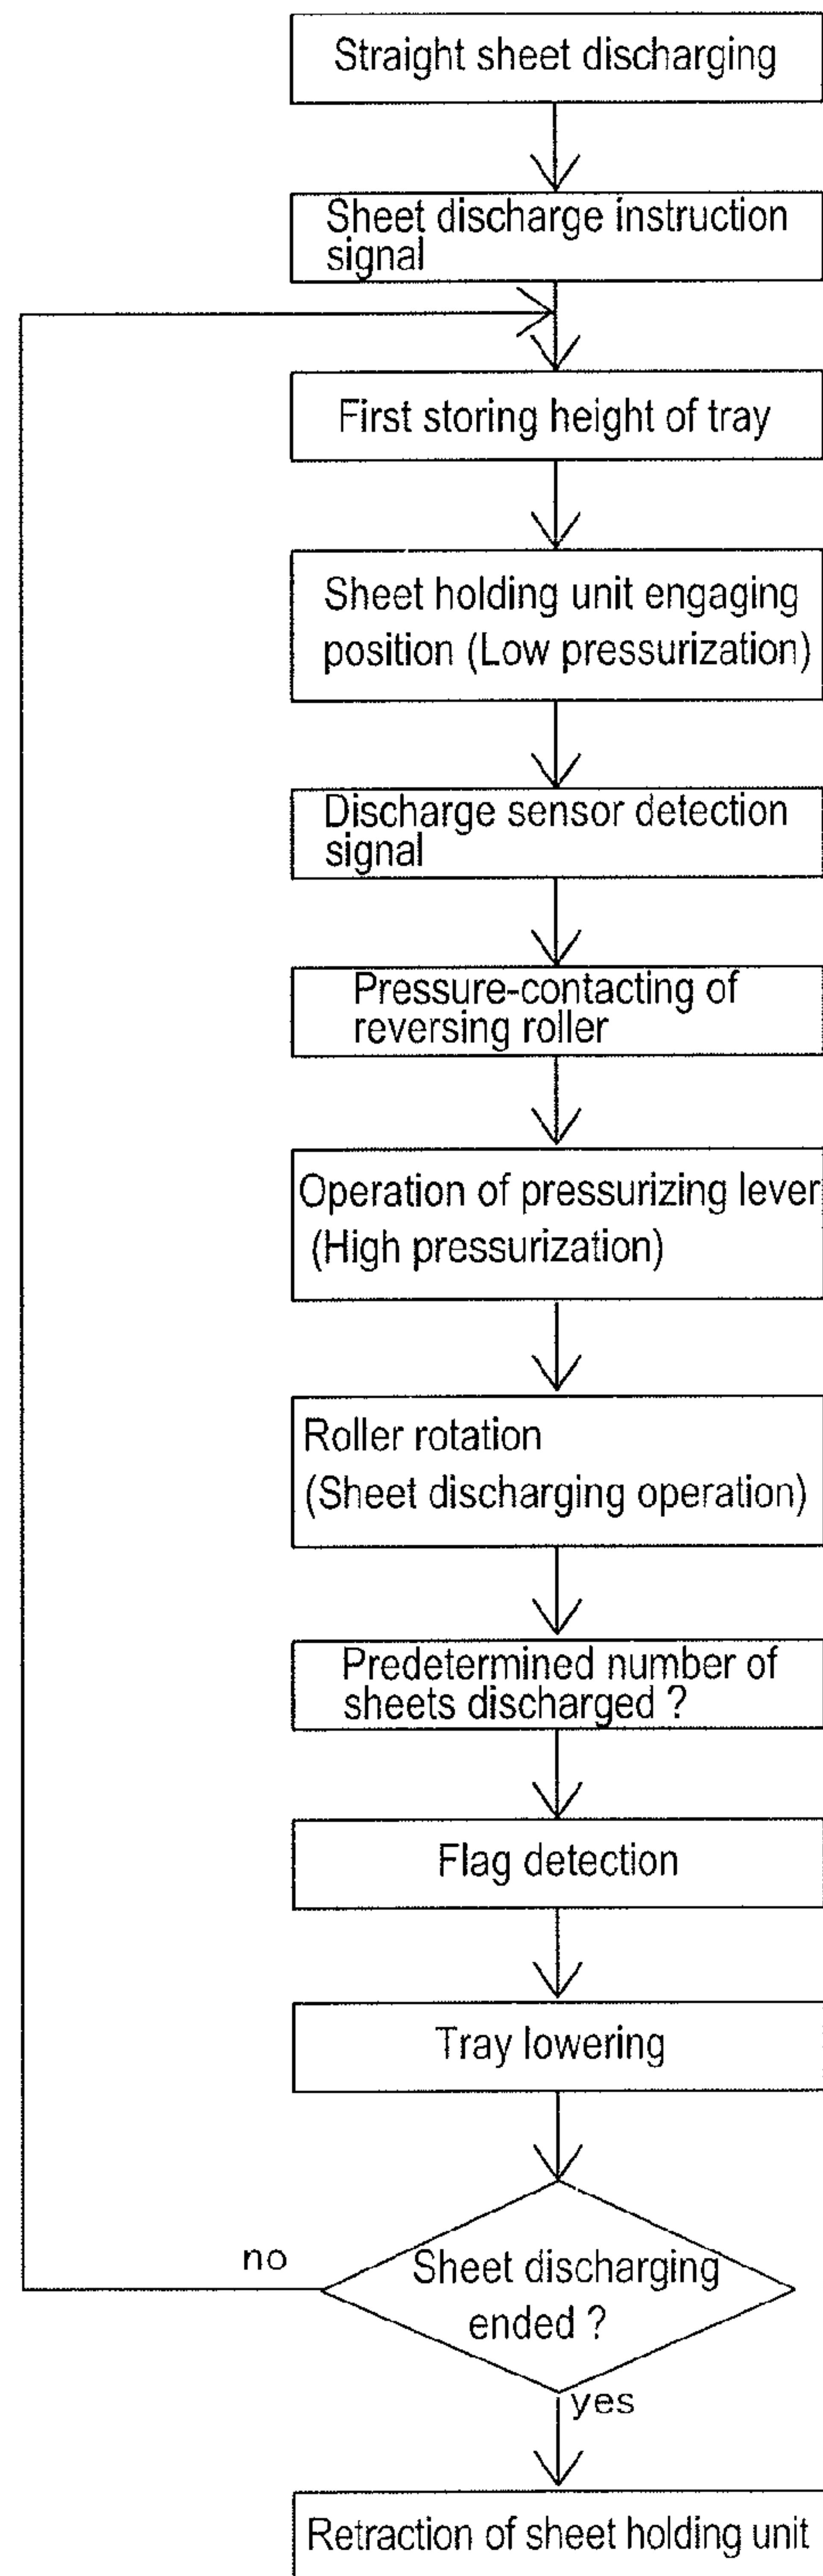 Straight sheet discharging
Sheet discharge instruction
signal
First storing height of tray
Sheet holding unit engaging
position (Low pressurization)
Discharge sensor detection
signal
Pressure-contacting of
reversing roller
Operation of pressurizing lever
(High pressurization)
Roller rotation
(Sheet discharging operation)
Predetermined number of
sheets discharged ?
Flag detection
Tray lowering
no
Sheet discharging
ended ?
yes
Retraction of sheet holding unit